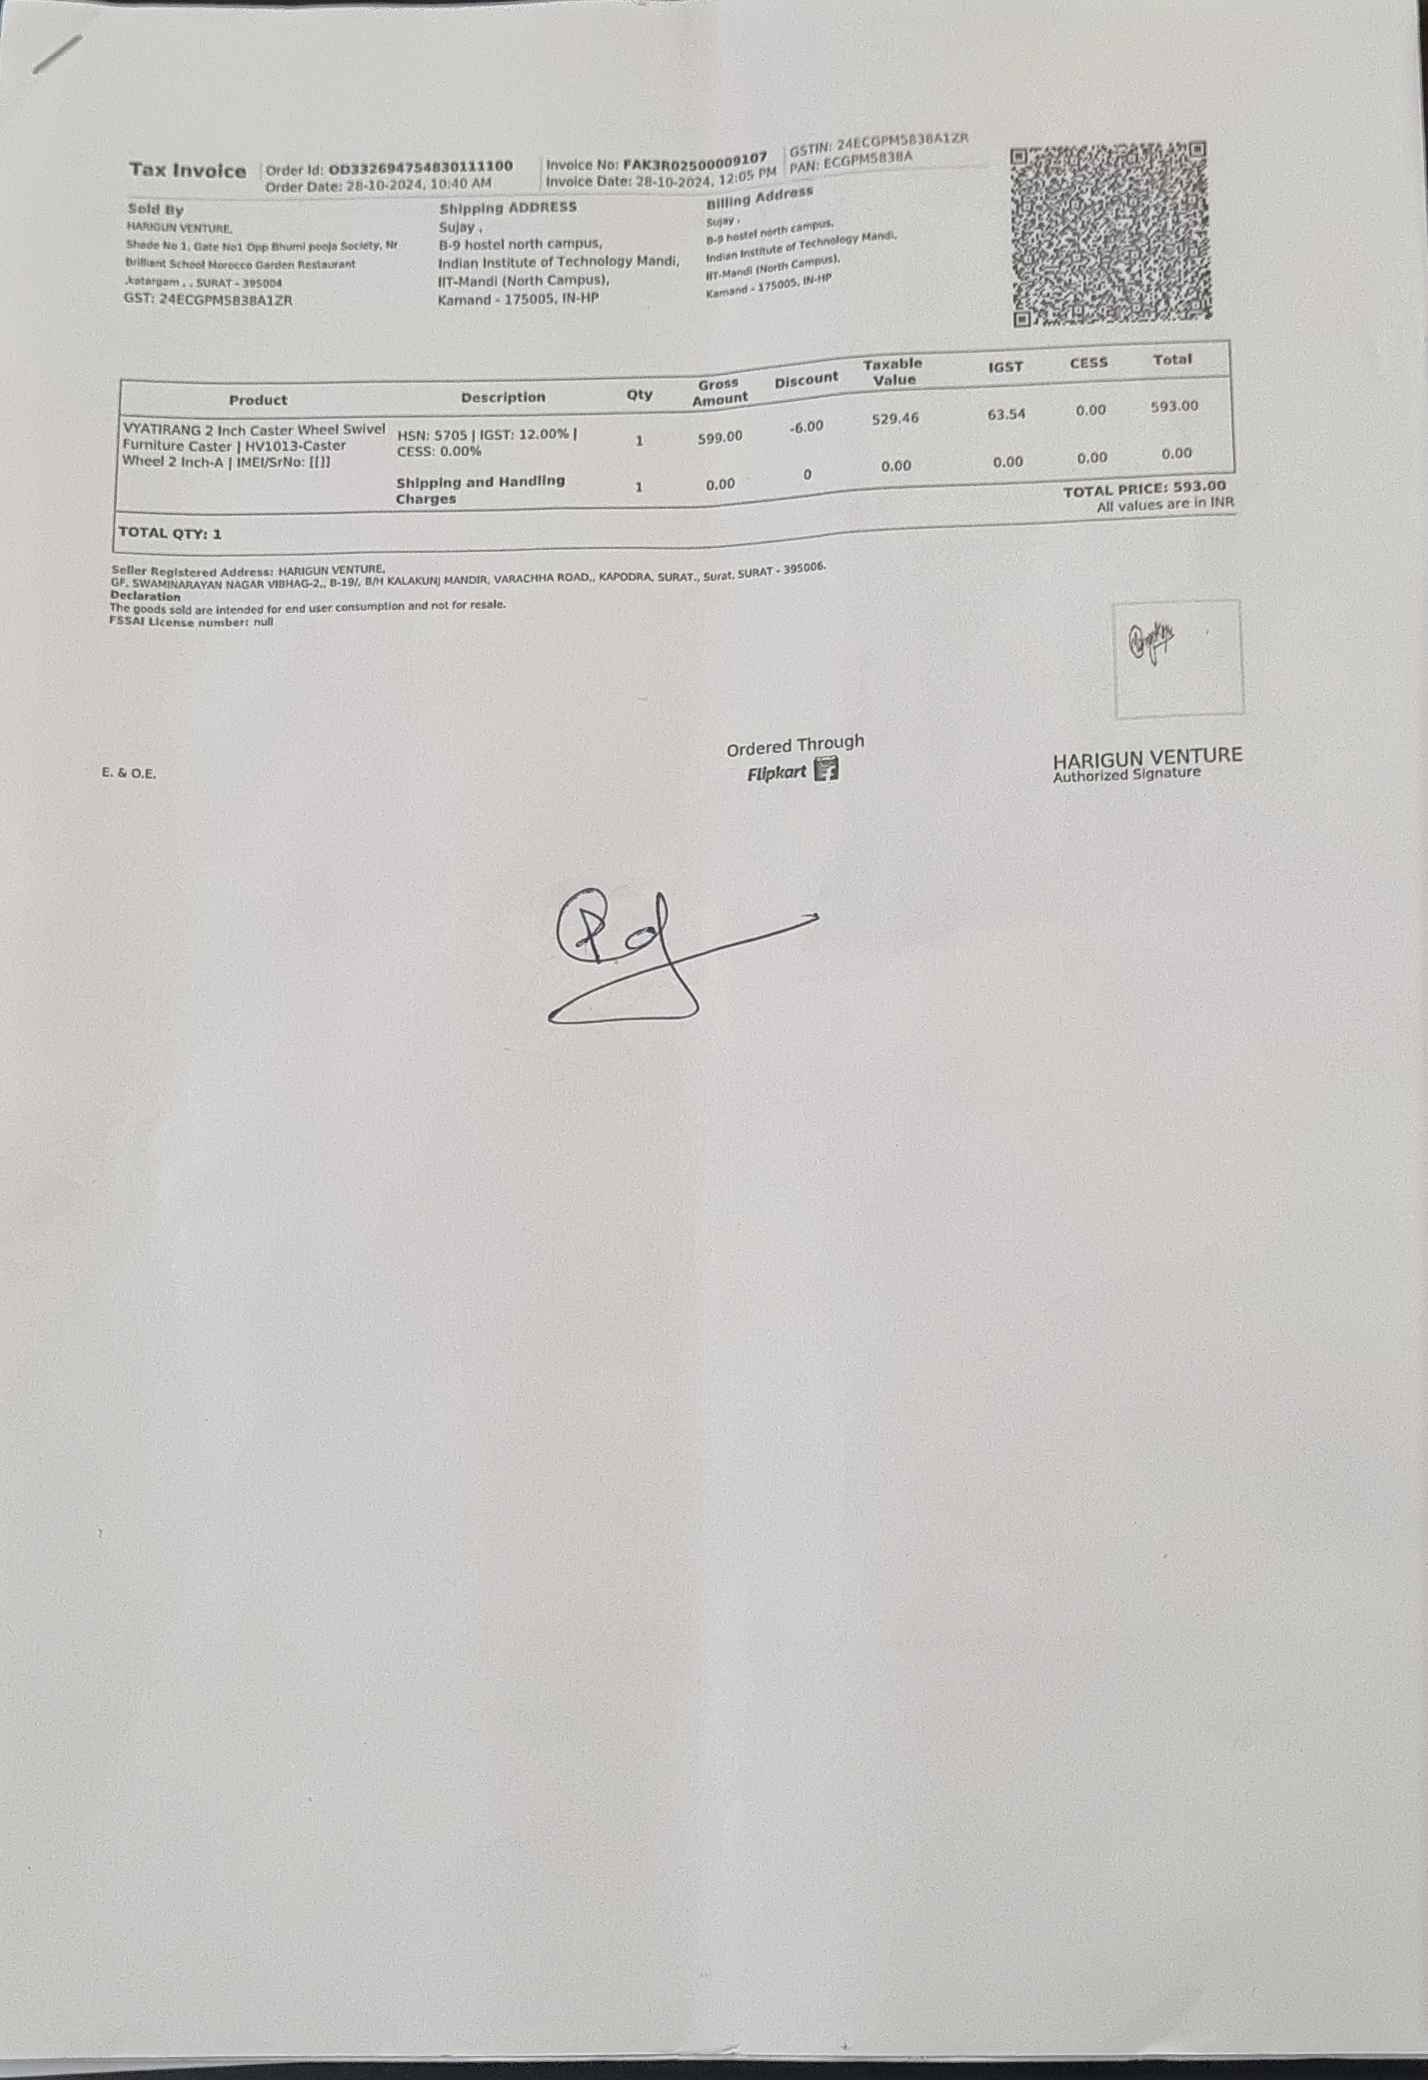 Tax Invoice
Order Id: OD332694754830111100
Order Date: 28-10-2024, 10:40 AM
Invoice No: FAK3R02500009107
Invoice Date: 28-10-2024, 12:05 PM
GSTIN: 24ECGPM5838A1ZR
PAN: ECGPM5838A
Sold By
HARIGUN VENTURE,
Shade No 1, Gate No1 Opp Bhumi pooja Society, Nr
Brilliant School Morocco Garden Restaurant
,katargam , , SURAT - 395004
GST: 24ECGPM5838A1ZR
Shipping ADDRESS
Sujay ,
B-9 hostel north campus,
Indian Institute of Technology Mandi,
IIT-Mandi (North Campus),
Kamand - 175005, IN-HP
Billing Address
Sujay ,
B-9 hostel north campus,
Indian Institute of Technology Mandi,
IIT-Mandi (North Campus),
Kamand - 175005, IN-HP
Product Description Qty Gross Amount Discount Taxable Value IGST CESS Total
VYATIRANG 2 Inch Caster Wheel Swivel
Furniture Caster | HV1013-Caster
Wheel 2 Inch-A | IMEI/SrNo: [[]]
HSN: 5705 | IGST: 12.00% |
CESS: 0.00%
1 599.00 -6.00 529.46 63.54 0.00 593.00
Shipping and Handling
Charges
1 0.00 0 0.00 0.00 0.00 0.00
TOTAL QTY: 1
TOTAL PRICE: 593.00
All values are in INR
Seller Registered Address: HARIGUN VENTURE,
GF, SWAMINARAYAN NAGAR VIBHAG-2,, B-19/, B/H KALAKUNJ MANDIR, VARACHHA ROAD,, KAPODRA, SURAT., Surat, SURAT - 395006.
Declaration
The goods sold are intended for end user consumption and not for resale.
FSSAI License number: null
E. & O.E.
Ordered Through
Flipkart
HARIGUN VENTURE
Authorized Signature